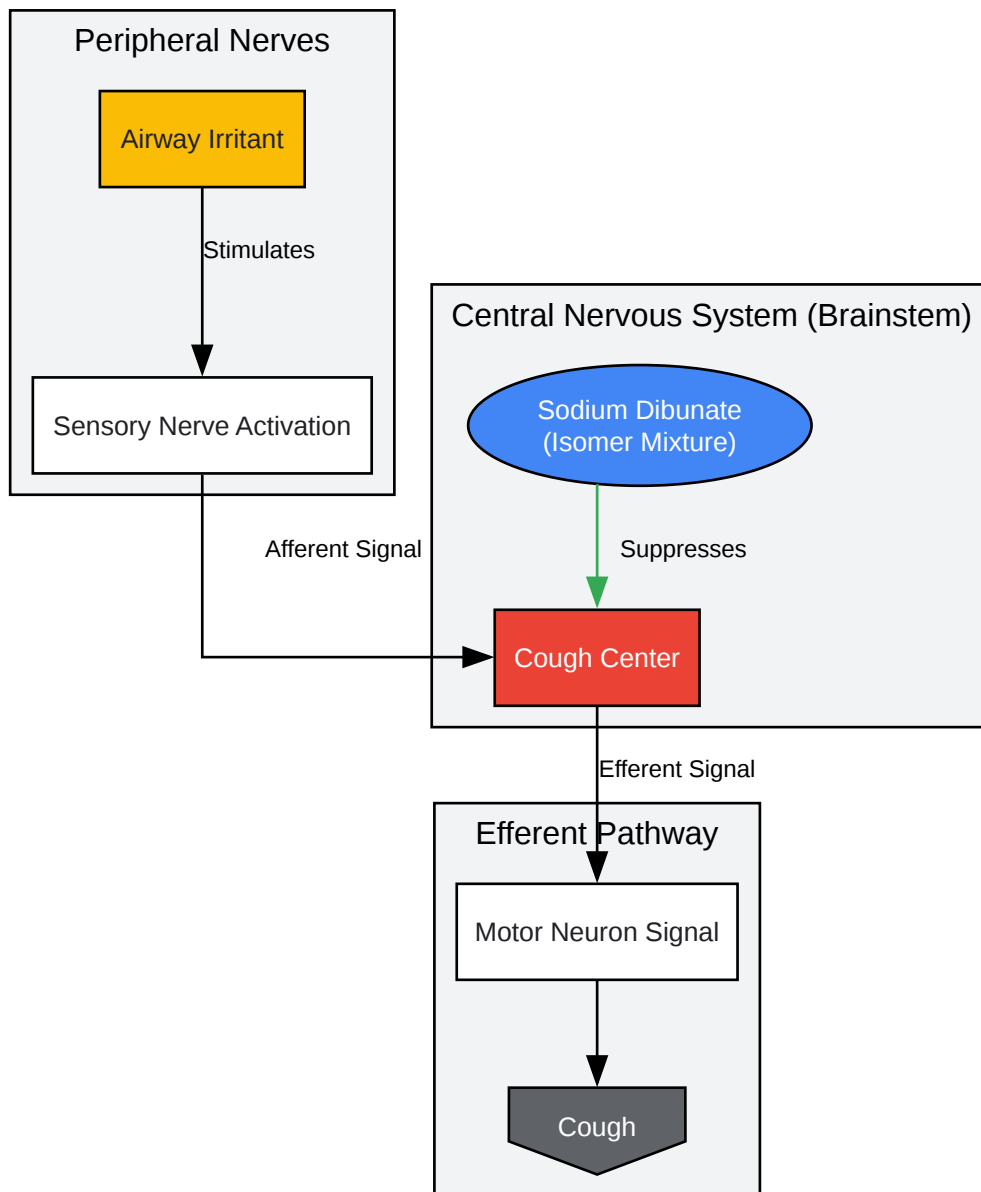 Peripheral Nerves
Airway Irritant
Stimulates
Sensory Nerve Activation
Afferent Signal
Central Nervous System (Brainstem)
Sodium Dibunate
(Isomer Mixture)
Suppresses
Cough Center
Efferent Signal
Efferent Pathway
Motor Neuron Signal
Cough